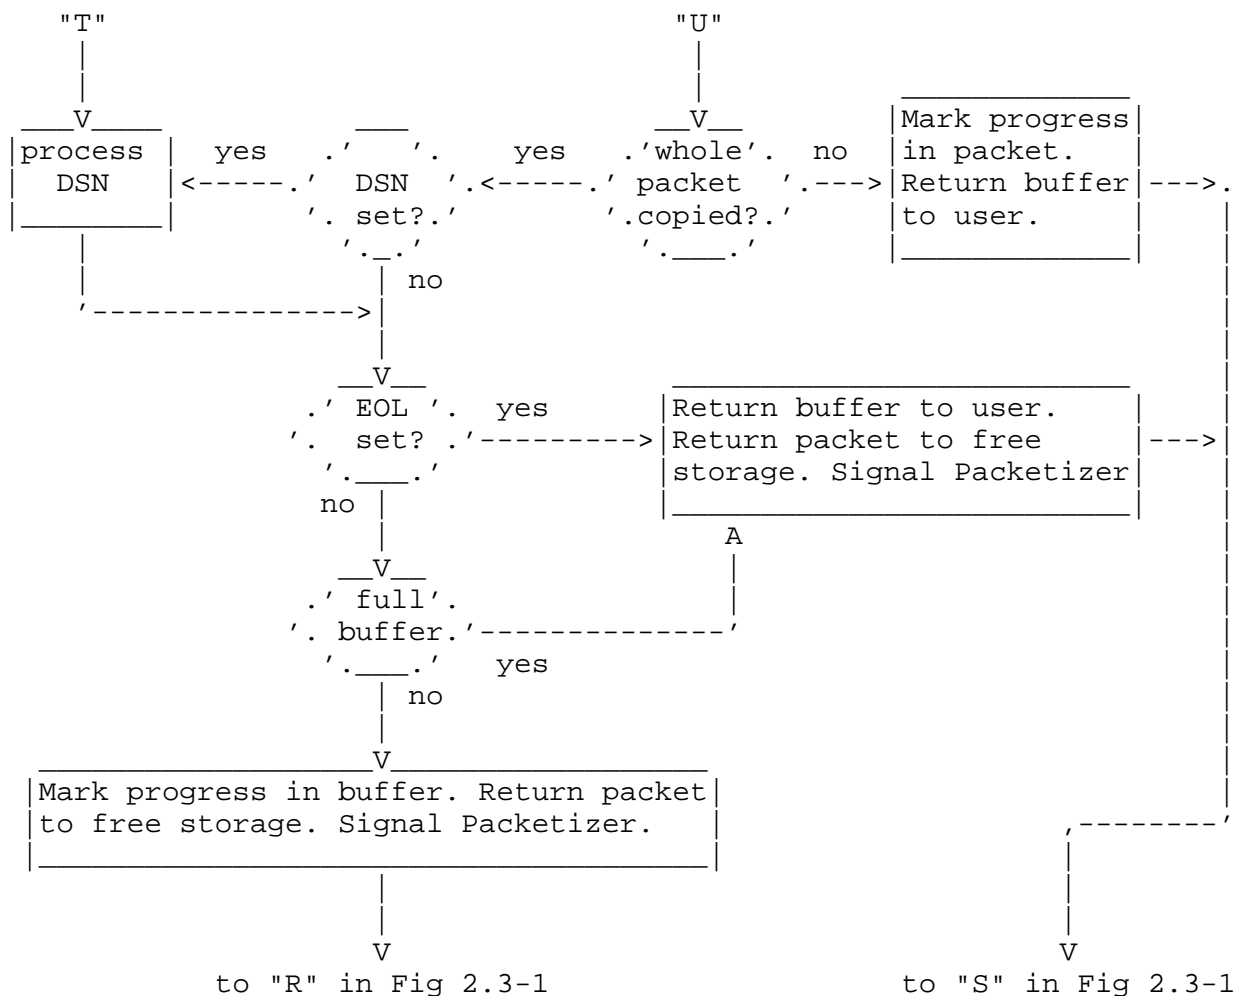 "T" "U"
process
DSN
yes
DSN
set?
yes
whole
packet
copied?
no
Mark progress
in packet.
Return buffer
to user.
no
V
EOL
set?
yes
Return buffer to user.
Return packet to free
storage. Signal Packetizer
no
A
full
buffer
yes
no
Mark progress in buffer. Return packet
to free storage. Signal Packetizer.
to "R" in Fig 2.3-1 to "S" in Fig 2.3-1